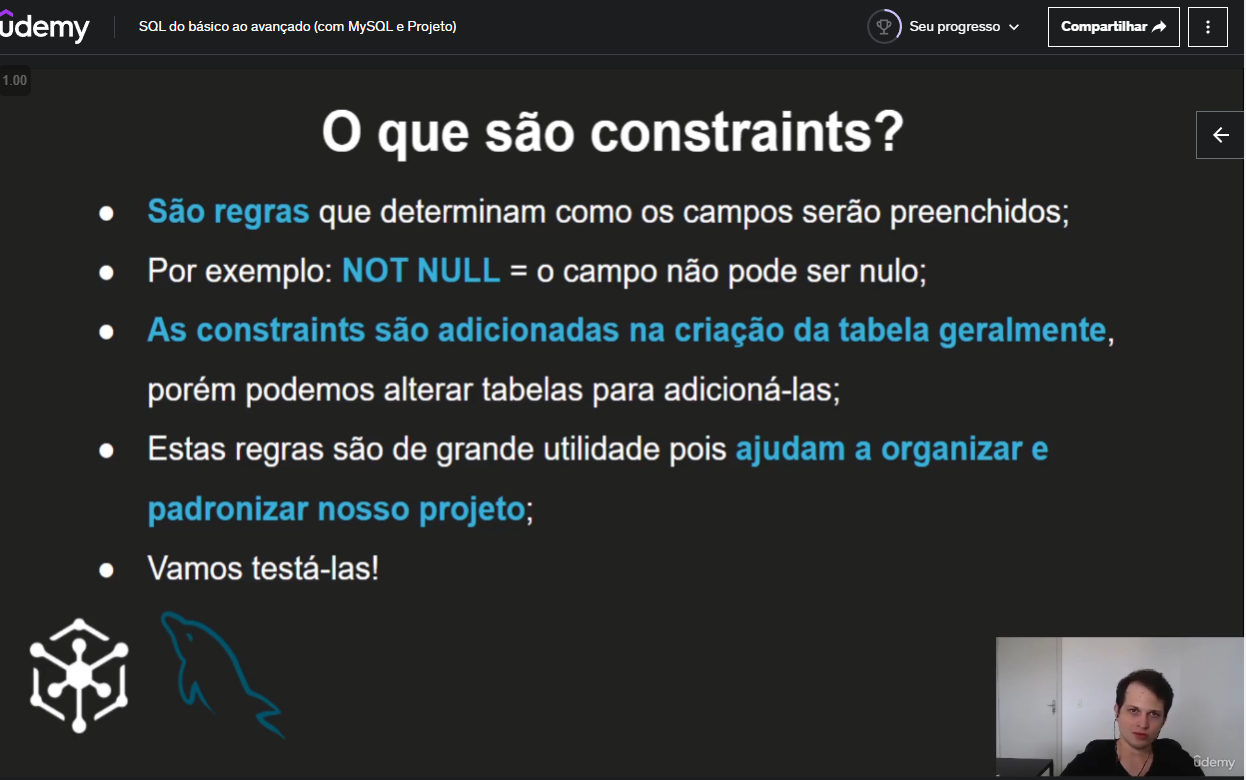 udemy
SQL do básico ao avançado (com MySQL e Projeto)
Seu progresso
Compartilhar
1.00
O que são constraints?
● São regras que determinam como os campos serão preenchidos;
● Por exemplo: NOT NULL = o campo não pode ser nulo;
● As constraints são adicionadas na criação da tabela geralmente,
porém podemos alterar tabelas para adicioná-las;
● Estas regras são de grande utilidade pois ajudam a organizar e
padronizar nosso projeto;
● Vamos testá-las!
udemy